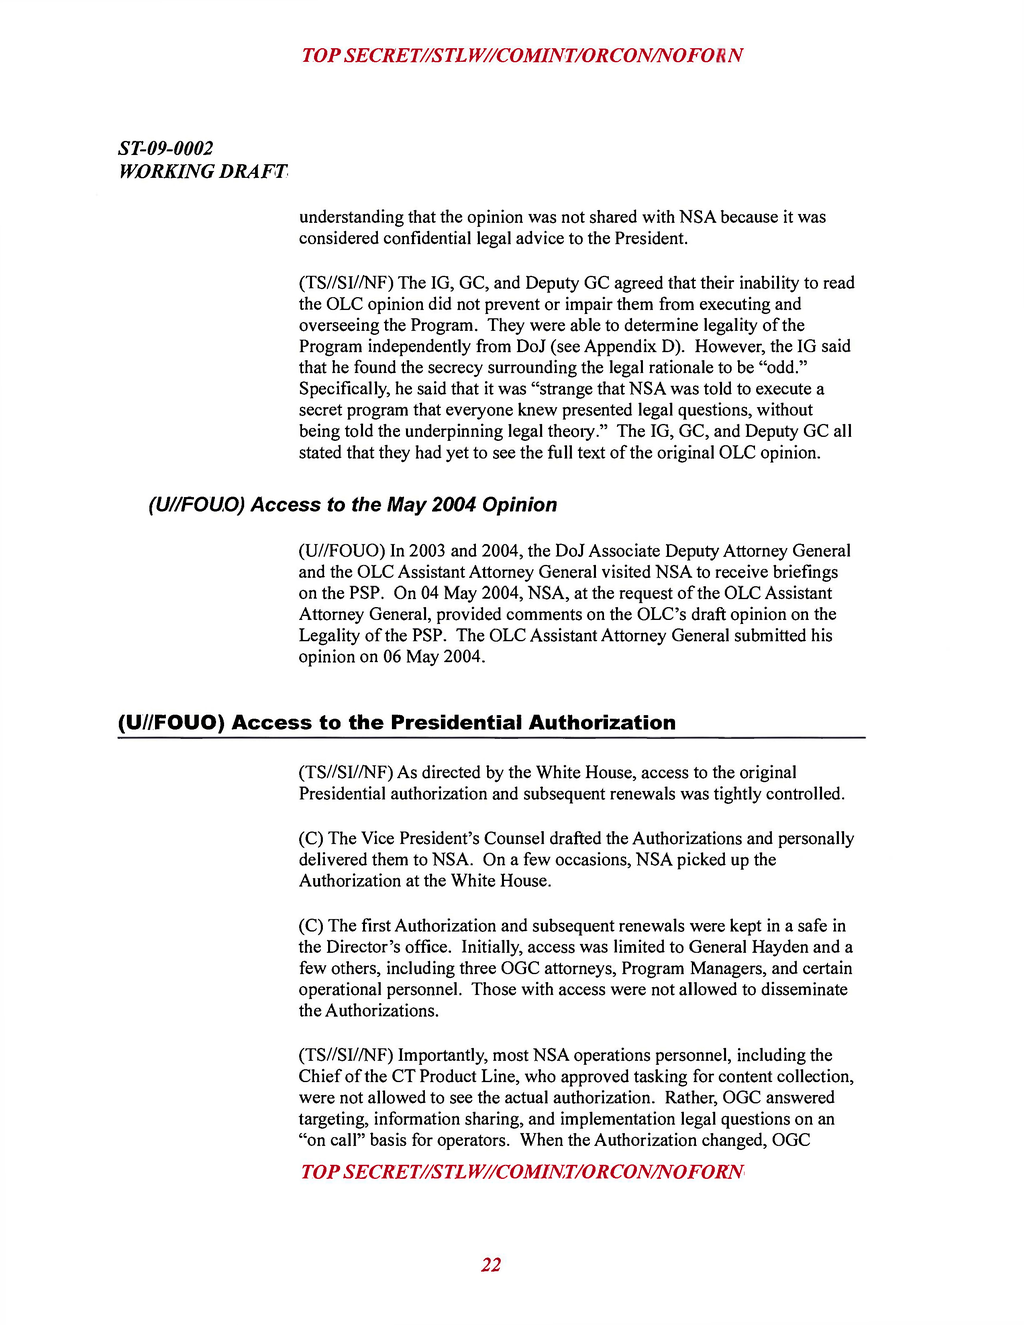 TOP SECRET//STLW//COMINT/ORCON/NOFORN
ST-09-0002
WORKING DRAFT
understanding that the opinion was not shared with NSA because it was
considered confidential legal advice to the President.
(TS//SI//NF) The IG, GC, and Deputy GC agreed that their inability to read
the OLC opinion did not prevent or impair them from executing and
overseeing the Program. They were able to determine legality of the
Program independently from DoJ (see Appendix D). However, the IG said
that he found the secrecy surrounding the legal rationale to be “odd.”
Specifically, he said that it was “strange that NSA was told to execute a
secret program that everyone knew presented legal questions, without
being told the underpinning legal theory.” The IG, GC, and Deputy GC all
stated that they had yet to see the full text of the original OLC opinion.
(U//FOUO) Access to the May 2004 Opinion
(U//FOUO) In 2003 and 2004, the DoJ Associate Deputy Attorney General
and the OLC Assistant Attorney General visited NSA to receive briefings
on the PSP. On 04 May 2004, NSA, at the request of the OLC Assistant
Attorney General, provided comments on the OLC’s draft opinion on the
Legality of the PSP. The OLC Assistant Attorney General submitted his
opinion on 06 May 2004.
(U//FOUO) Access to the Presidential Authorization
(TS//SI//NF) As directed by the White House, access to the original
Presidential authorization and subsequent renewals was tightly controlled.
(C) The Vice President’s Counsel drafted the Authorizations and personally
delivered them to NSA. On a few occasions, NSA picked up the
Authorization at the White House.
(C) The first Authorization and subsequent renewals were kept in a safe in
the Director’s office. Initially, access was limited to General Hayden and a
few others, including three OGC attorneys, Program Managers, and certain
operational personnel. Those with access were not allowed to disseminate
the Authorizations.
(TS//SI//NF) Importantly, most NSA operations personnel, including the
Chief of the CT Product Line, who approved tasking for content collection,
were not allowed to see the actual authorization. Rather, OGC answered
targeting, information sharing, and implementation legal questions on an
“on call” basis for operators. When the Authorization changed, OGC
TOP SECRET//STLW//COMINT/ORCON/NOFORN
22